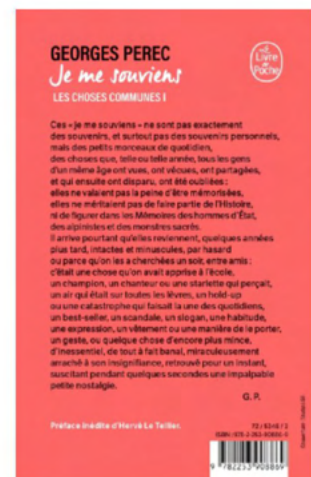 GEORGES PEREC
Je me souviens
LES CHOSES COMMUNES I
Le Livre de Poche
Ces « je me souviens » ne sont pas exactement
des souvenirs, et surtout pas des souvenirs personnels,
mais des petits morceaux de quotidien,
des choses que, telle ou telle année, tous les gens
d'un même âge ont vues, ont vécues, ont partagées,
et qui ensuite ont disparu, ont été oubliées :
elles ne valaient pas la peine d'être mémorisées,
elles ne méritaient pas de faire partie de l'Histoire,
ni de figurer dans les Mémoires des hommes d'État,
des alpinistes et des monstres sacrés.
Il arrive pourtant qu'elles reviennent, quelques années
plus tard, intactes et minuscules, par hasard
ou parce qu'on les a cherchées un soir, entre amis :
c'était une chose qu'on avait apprise à l'école,
un champion, un chanteur ou une starlette qui perçait,
un air qui était sur toutes les lèvres, un hold-up
ou une catastrophe qui faisait la une des quotidiens,
un best-seller, un scandale, un slogan, une habitude,
une expression, un vêtement ou une manière de le porter,
un geste, ou quelque chose d'encore plus mince,
d'inessentiel, de tout à fait banal, miraculeusement
arraché à son insignifiance, retrouvé pour un instant,
suscitant pendant quelques secondes une impalpable
petite nostalgie.
G. P.
Préface inédite d'Hervé Le Tellier.